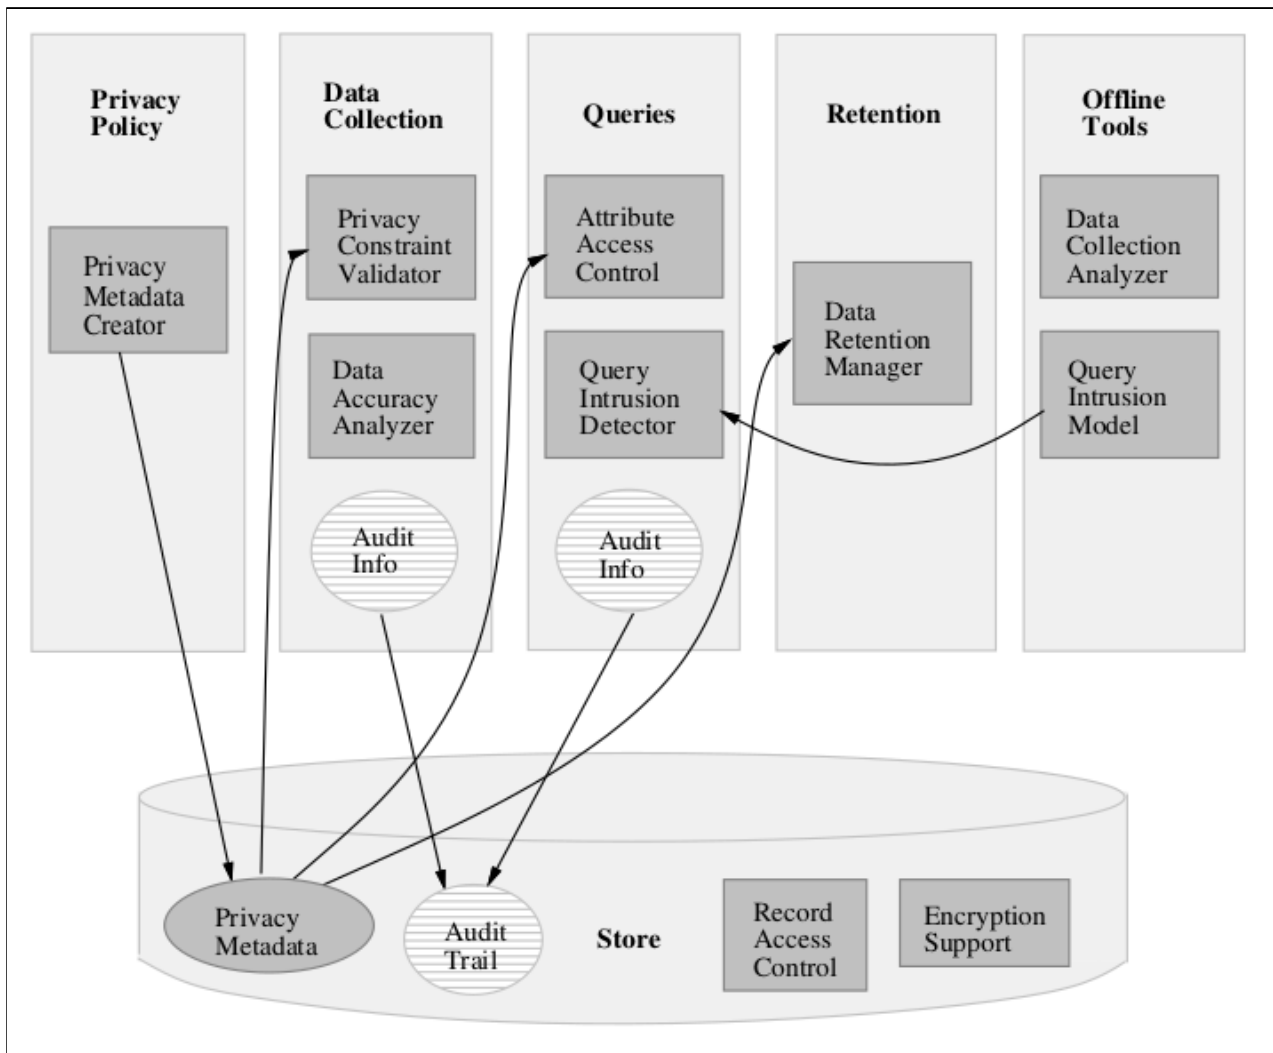 Privacy
Policy
Privacy
Metadata
Creator
Data
Collection
Privacy
Constraint
Validator
Data
Accuracy
Analyzer
Audit
Info
Queries
Attribute
Access
Control
Query
Intrusion
Detector
Audit
Info
Retention
Data
Retention
Manager
Offline
Tools
Data
Collection
Analyzer
Query
Intrusion
Model
Privacy
Metadata
Audit
Trail
Store
Record
Access
Control
Encryption
Support